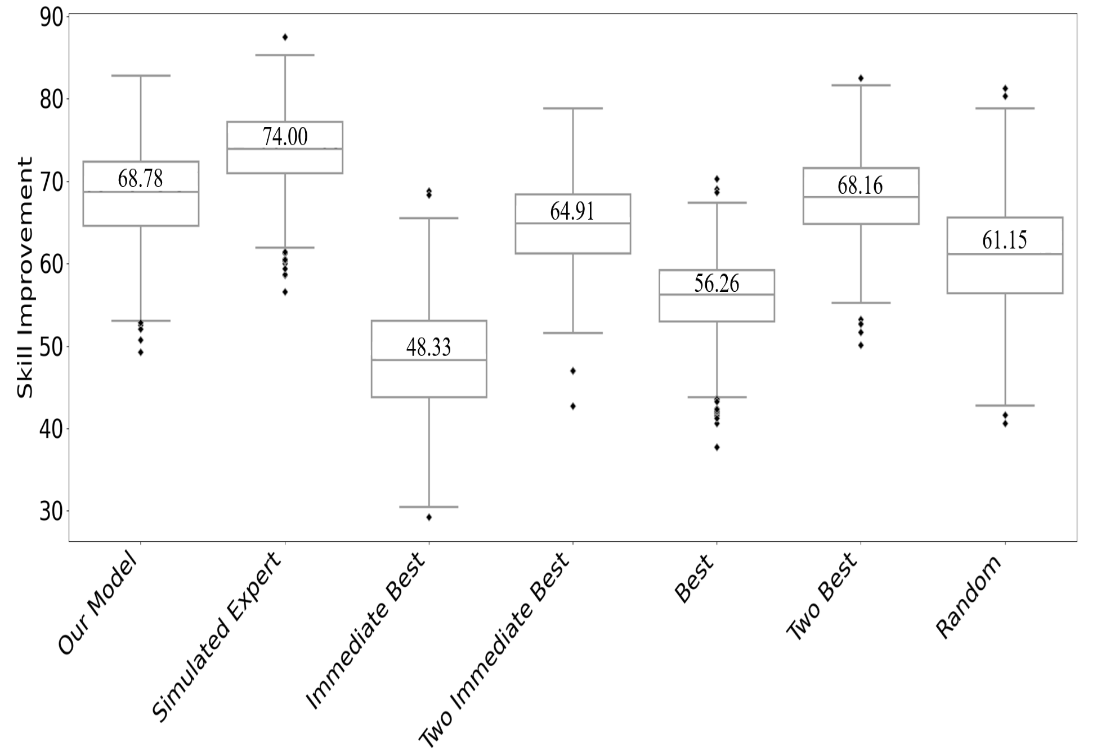 Skill Improvement
90
80
70
60
50
40
30
68.78
74.00
48.33
64.91
56.26
68.16
61.15
Our Model
Simulated Expert
Immediate Best
Two Immediate Best
Best
Two Best
Random